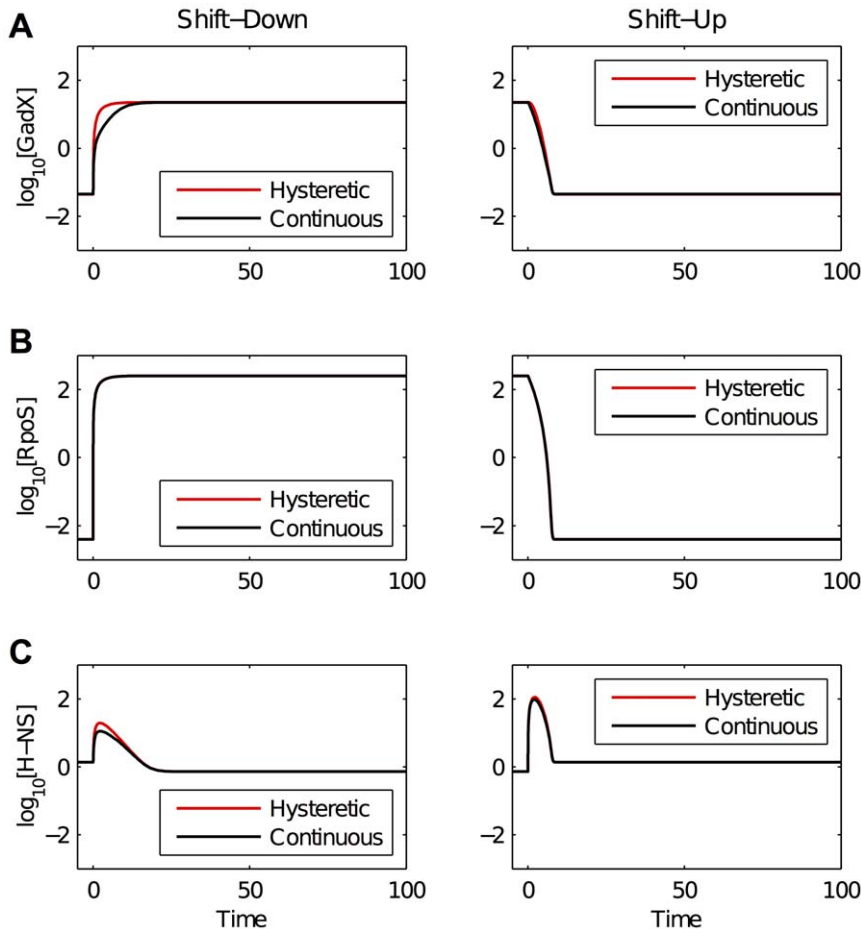 Shift−Down
Shift−Up
A
log10[GadX]
2
0
−2
Hysteretic
Continuous
0
50
100
2
0
−2
Hysteretic
Continuous
0
50
100
B
log10[RpoS]
2
0
−2
Hysteretic
Continuous
0
50
100
2
0
−2
Hysteretic
Continuous
0
50
100
C
log10[H−NS]
2
0
−2
Hysteretic
Continuous
0
50
100
Time
2
0
−2
Hysteretic
Continuous
0
50
100
Time